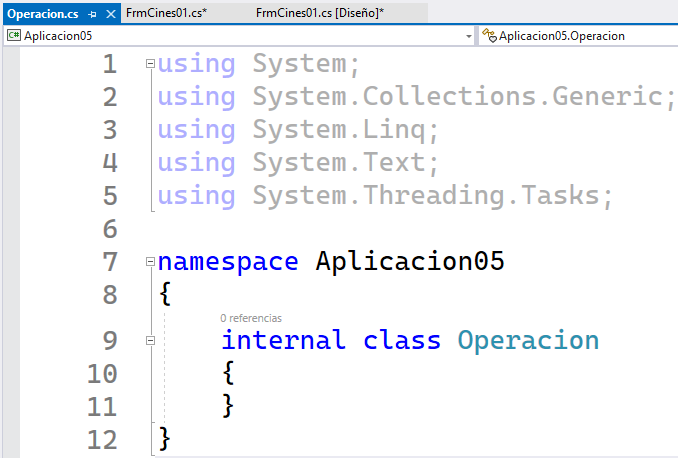 Operacion.cs FrmCines01.cs* FrmCines01.cs [Diseño]*
C# Aplicacion05 Aplicacion05.Operacion
1 using System;
2 using System.Collections.Generic;
3 using System.Linq;
4 using System.Text;
5 using System.Threading.Tasks;
6
7 namespace Aplicacion05
8 {
0 referencias
9 internal class Operacion
10 {
11 }
12 }